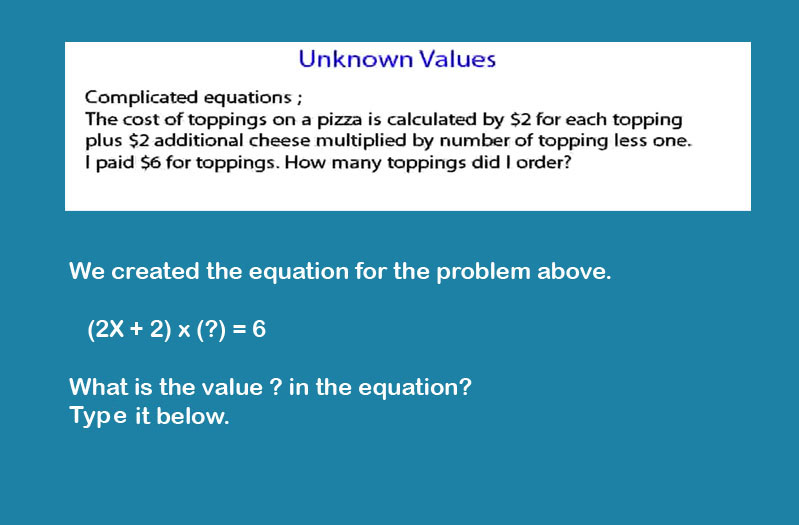 Unknown Values
Complicated equations ;
The cost of toppings on a pizza is calculated by $2 for each topping
plus $2 additional cheese multiplied by number of topping less one.
I paid $6 for toppings. How many toppings did I order?
We created the equation for the problem above.
(2X + 2) x (?) = 6
What is the value ? in the equation?
Type it below.